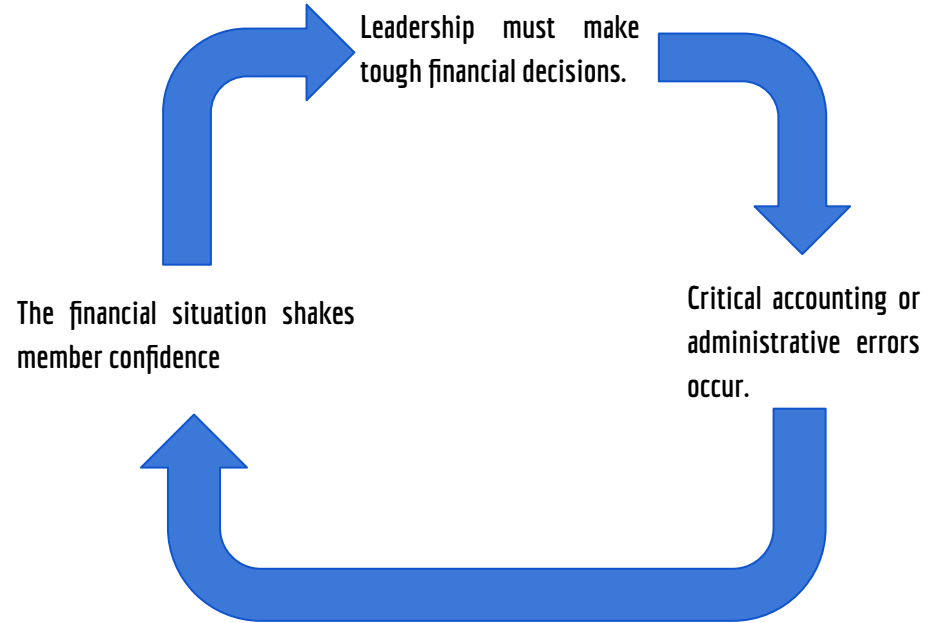 Leadership must make
tough financial decisions.
Critical accounting or
administrative errors
occur.
The financial situation shakes
member confidence